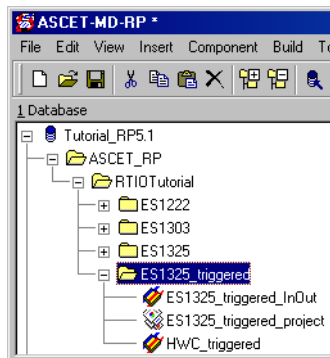 ASCET-MD-RP *
File Edit View Insert Component Build To
1 Database
Tutorial_RP5.1
ASCET_RP
RTIOTutorial
ES1222
ES1303
ES1325
ES1325_triggered
ES1325_triggered_InOut
ES1325_triggered_project
HWC_triggered